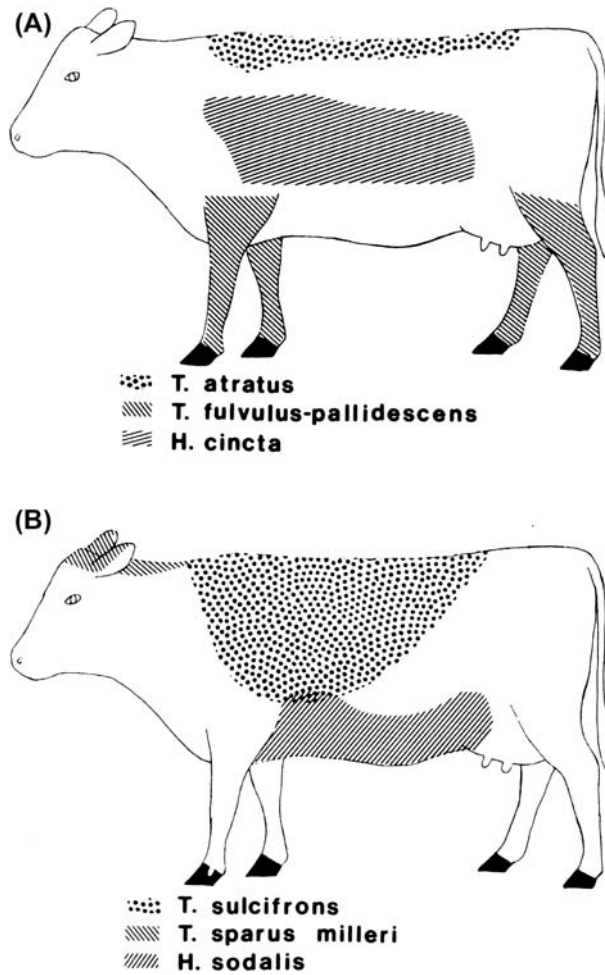 (A)
T. atratus
T. fulvulus-pallidescens
H. cincta
(B)
T. sulcifrons
T. sparus milleri
H. sodalis